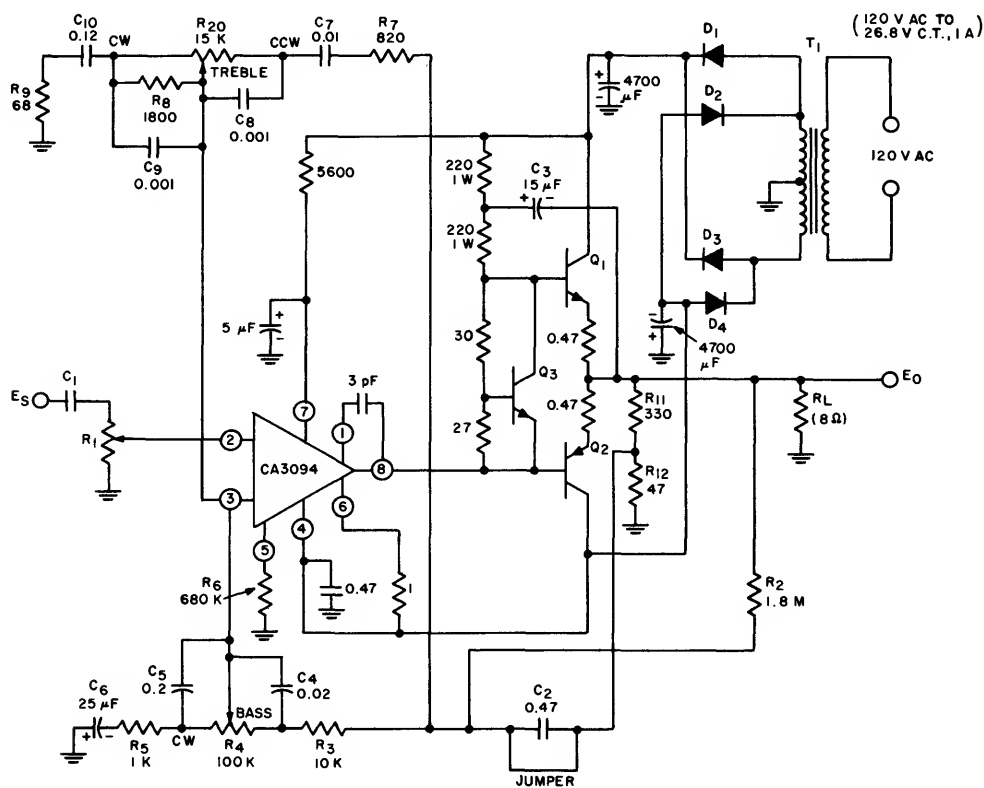 C10
0.12
CW
R20
15 K
CCW
C7
0.01
R7
820
D1
T1
(120 V AC TO
26.8 V C.T., 1 A)
TREBLE
R9
68
R8
1800
C8
0.001
C9
0.001
+
-
4700
µF
D2
120 V AC
5600
220
1 W
C3
15 µF
+ -
220
1 W
Q1
D3
D4
5 µF
+
-
30
0.47
-
+
4700
µF
3 pF
Q3
ES
C1
R1
7
1
2
CA3094
8
27
0.47
R11
330
RL
(8Ω)
EO
Q2
3
6
4
5
R12
47
R6
680 K
0.47
1
R2
1.8 M
C5
0.2
C4
0.02
C6
25 µF
+ -
BASS
C2
0.47
R5
1 K
CW
R4
100 K
R3
10 K
JUMPER